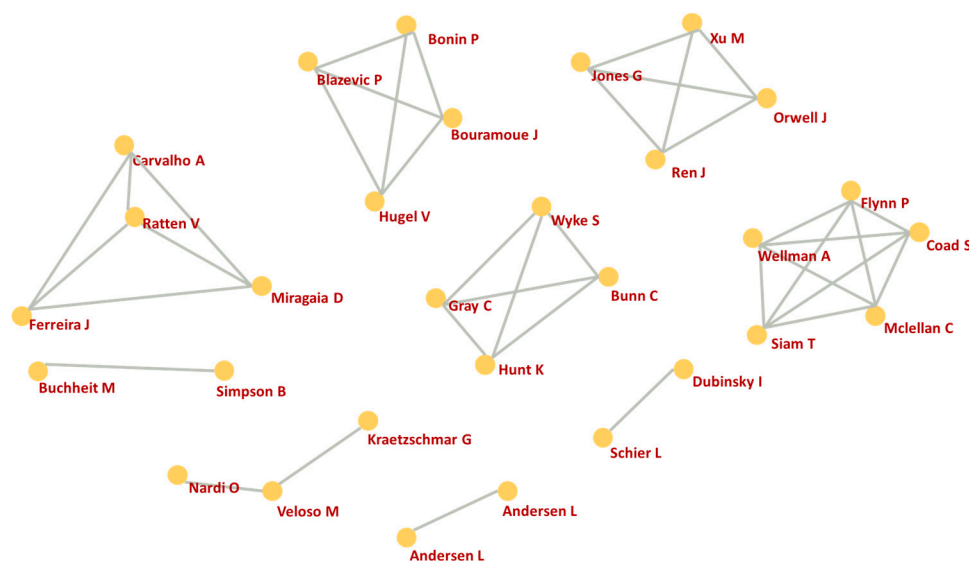 Bonin P
Xu M
Blazevic P
Jones G
Orwell J
Bouramoue J
Carvalho A
Ren J
Flynn P
Hugel V
Wyke S
Ratten V
Coad S
Wellman A
Bunn C
Miragaia D
Gray C
Ferreira J
Mclellan C
Siam T
Hunt K
Buchheit M
Simpson B
Dubinsky I
Kraetzschmar G
Schier L
Nardi O
Veloso M
Andersen L
Andersen L